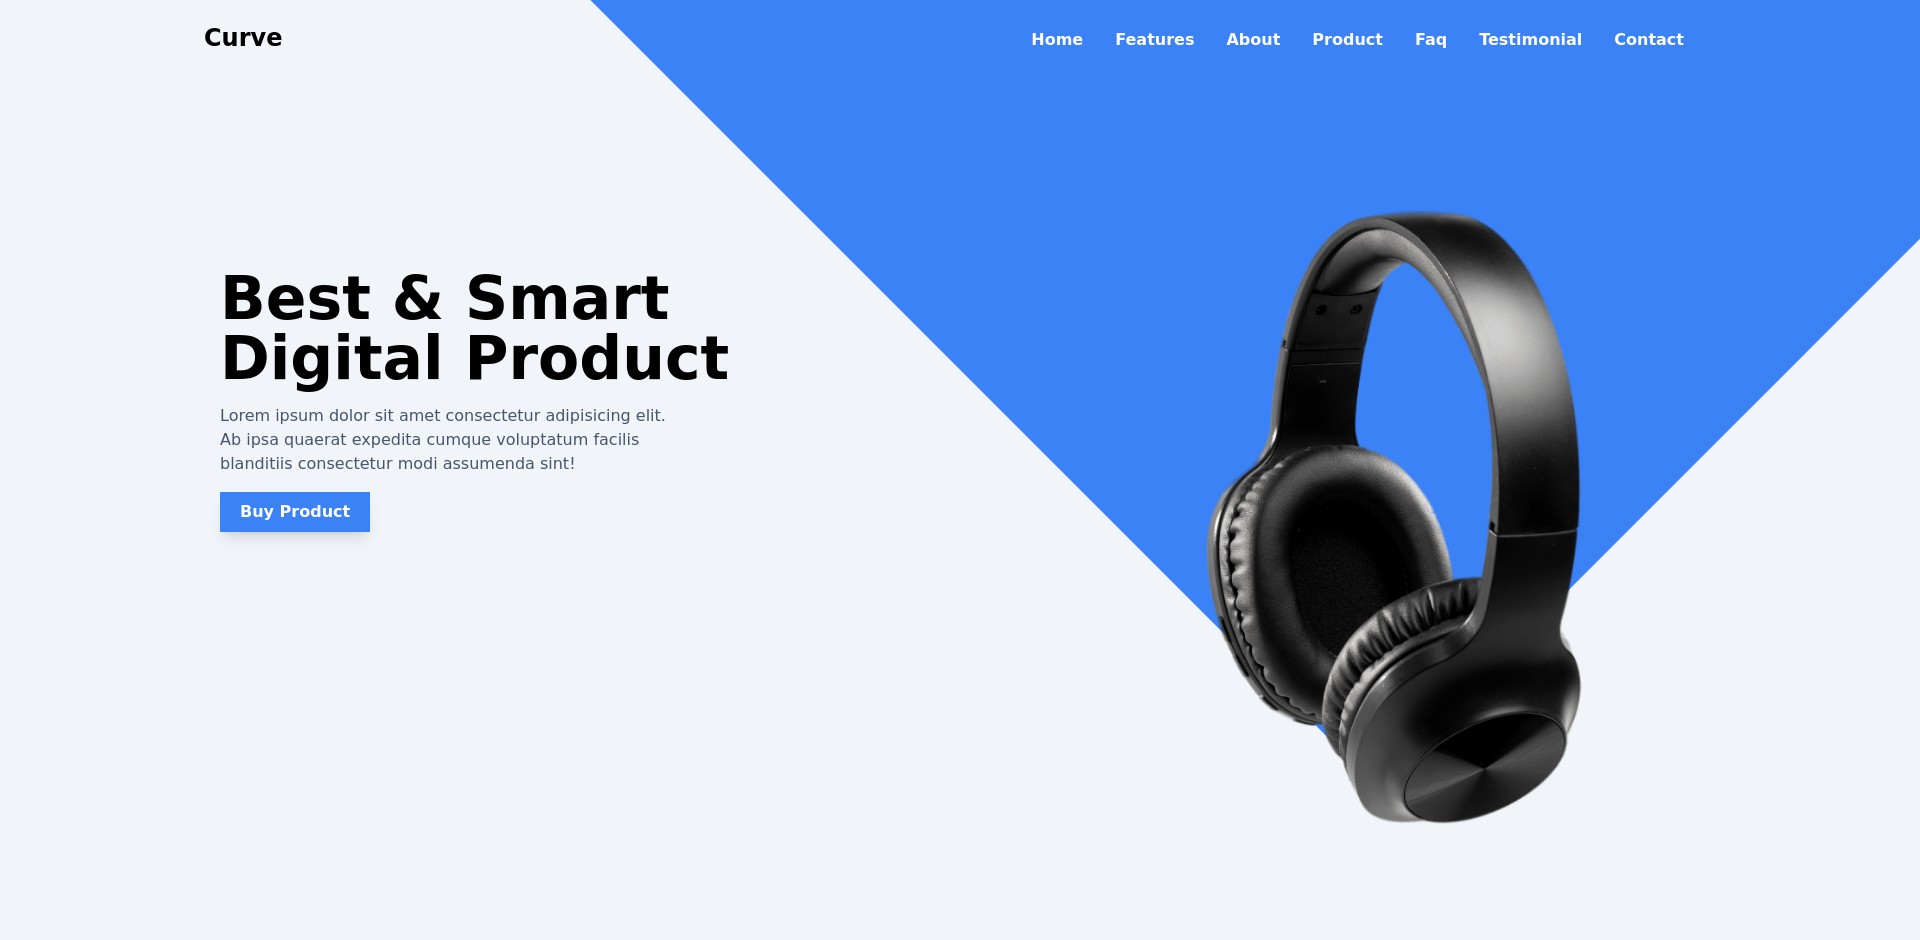 Curve
Home Features About Product Faq Testimonial Contact
Best & Smart
Digital Product
Lorem ipsum dolor sit amet consectetur adipisicing elit.
Ab ipsa quaerat expedita cumque voluptatum facilis
blanditiis consectetur modi assumenda sint!
Buy Product